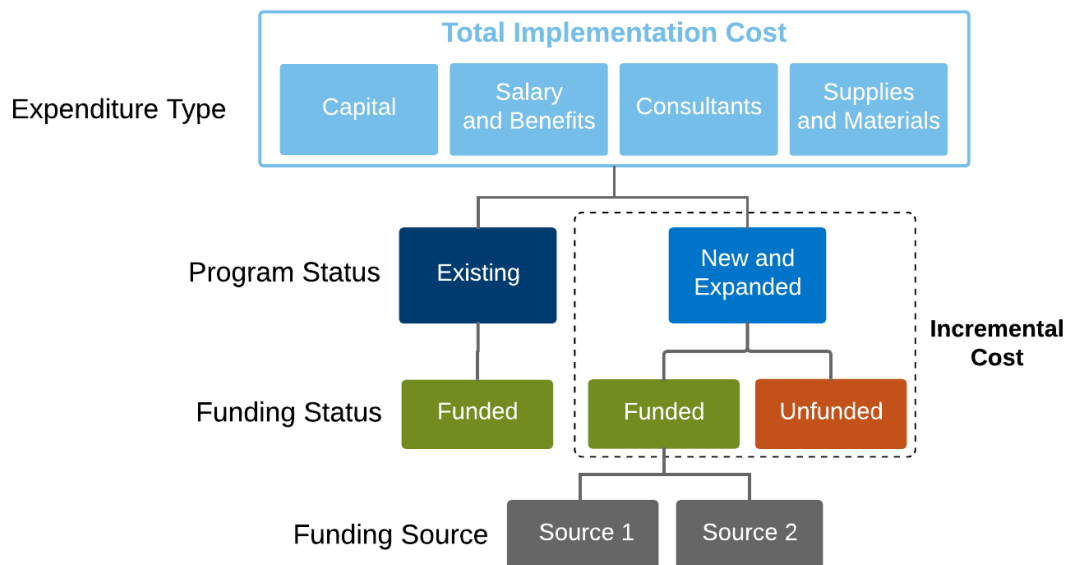 Total Implementation Cost
Expenditure Type
Capital
Salary
and Benefits
Consultants
Supplies
and Materials
Program Status
Existing
New and
Expanded
Incremental
Cost
Funding Status
Funded
Funded
Unfunded
Funding Source
Source 1
Source 2